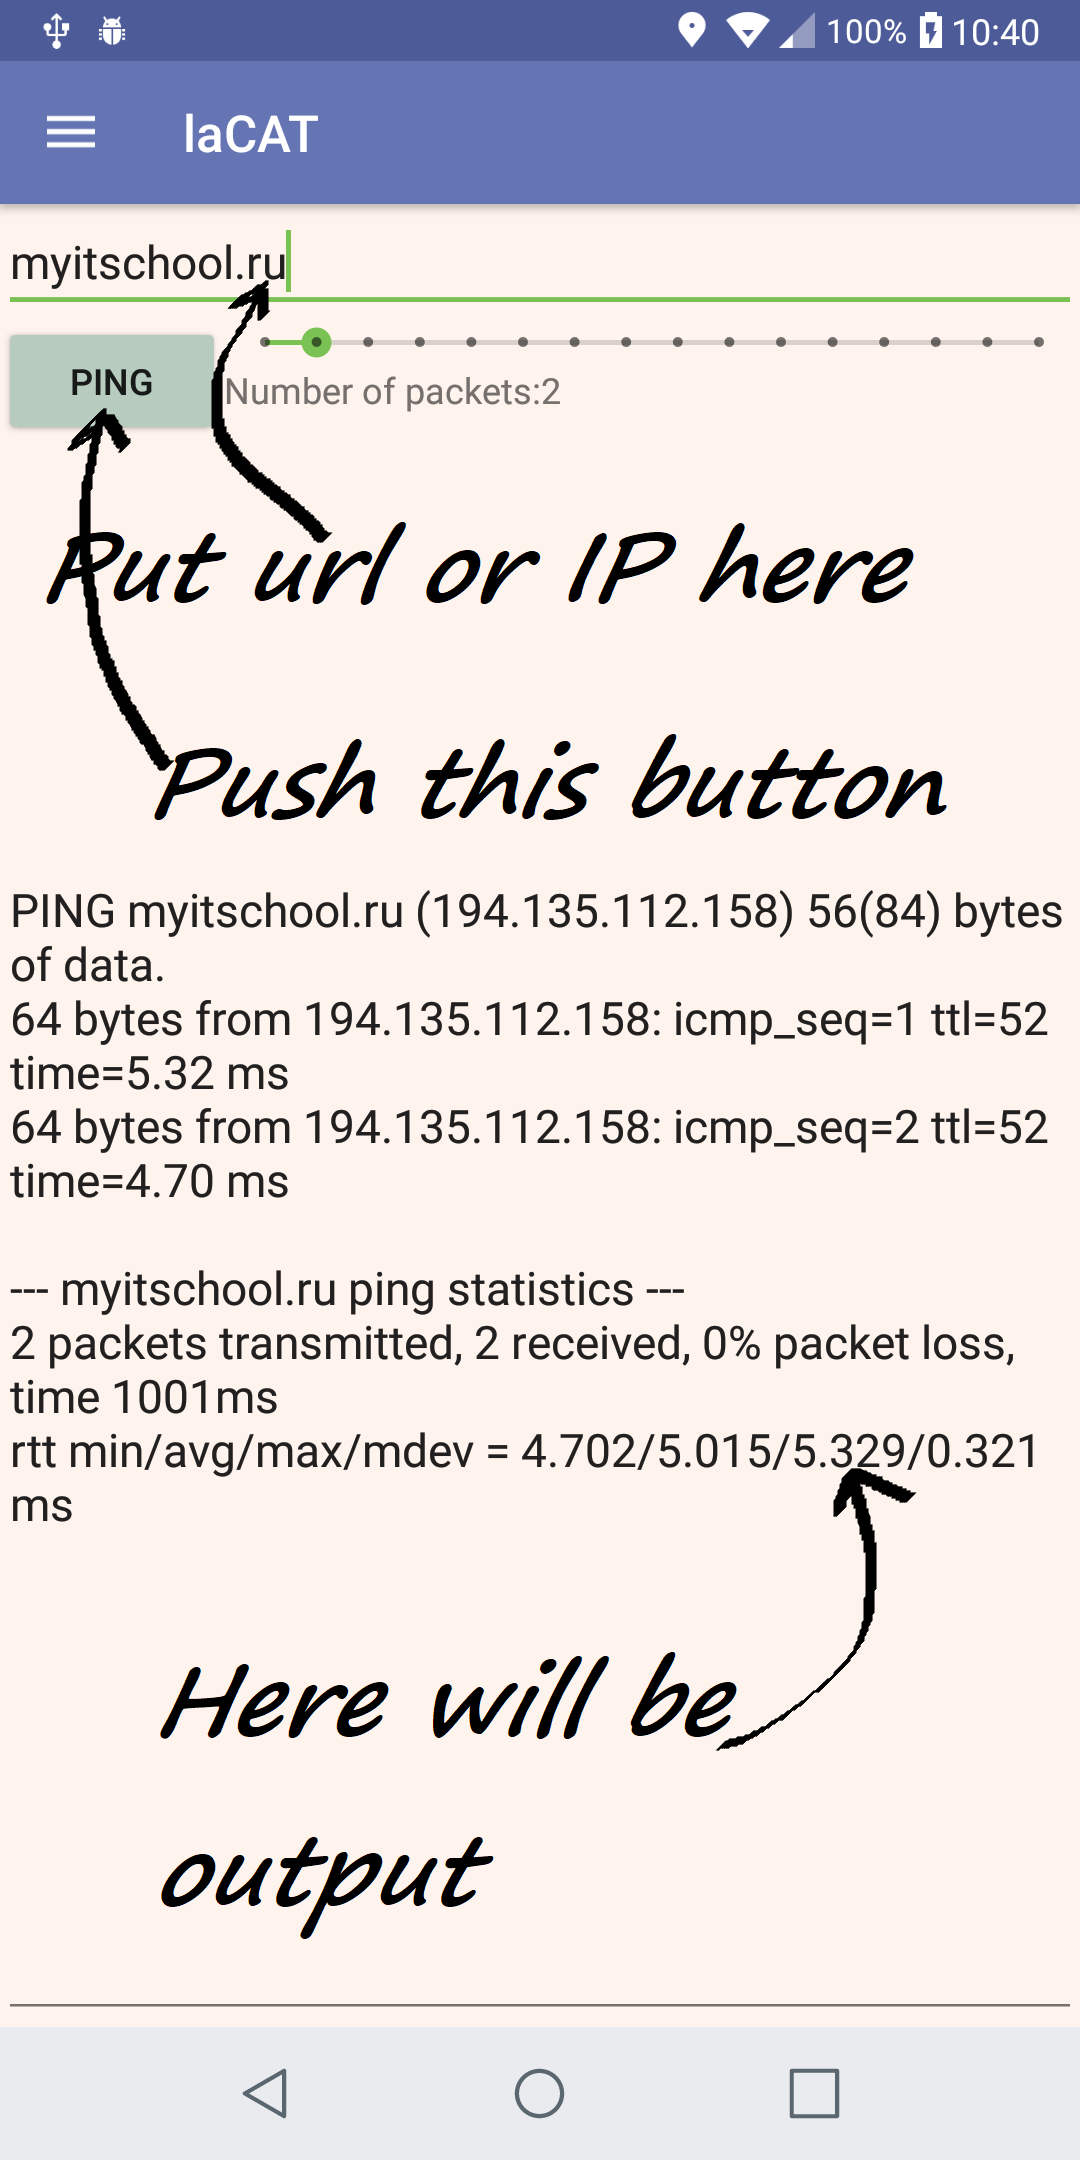 100% 10:40
laCAT
myitschool.ru
PING
Number of packets:2
Put url or IP here
Push this button
PING myitschool.ru (194.135.112.158) 56(84) bytes
of data.
64 bytes from 194.135.112.158: icmp_seq=1 ttl=52
time=5.32 ms
64 bytes from 194.135.112.158: icmp_seq=2 ttl=52
time=4.70 ms
--- myitschool.ru ping statistics ---
2 packets transmitted, 2 received, 0% packet loss,
time 1001ms
rtt min/avg/max/mdev = 4.702/5.015/5.329/0.321
ms
Here will be
output